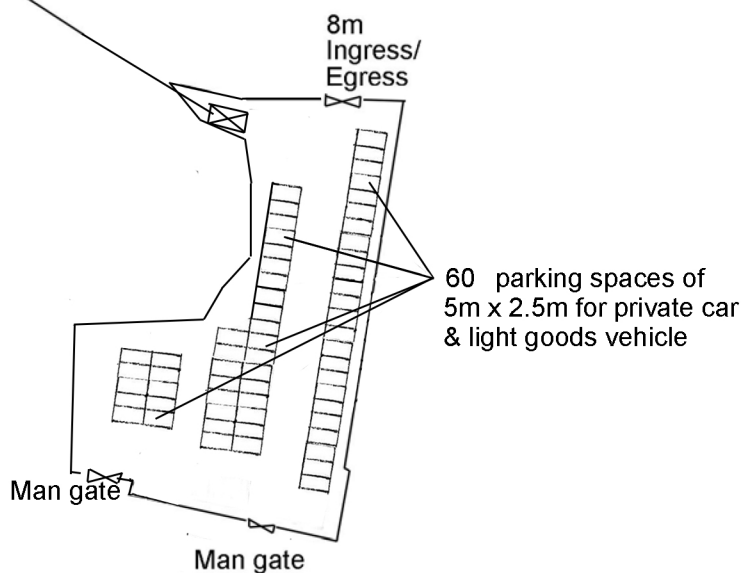 8m
Ingress/
Egress
60 parking spaces of
5m x 2.5m for private car
& light goods vehicle
Man gate
Man gate